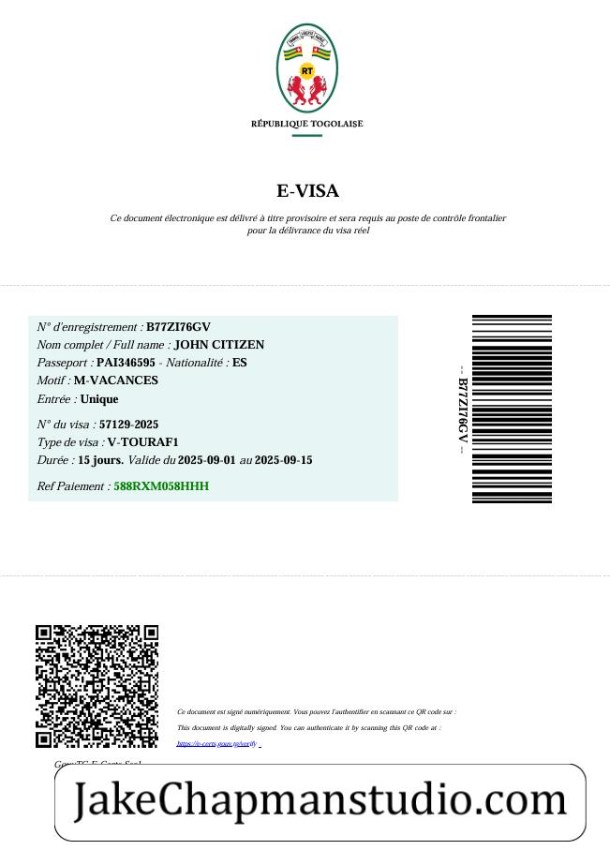 RT
RÉPUBLIQUE TOGOLAISE
E-VISA
Ce document électronique est délivré à titre provisoire et sera requis au poste de contrôle frontalier
pour la délivrance du visa réel
N° d'enregistrement : B77ZI76GV
Nom complet / Full name : JOHN CITIZEN
Passeport : PAI346595 - Nationalité : ES
Motif : M-VACANCES
Entrée : Unique
N° du visa : 57129-2025
Type de visa : V-TOURAF1
Durée : 15 jours. Valide du 2025-09-01 au 2025-09-15
Ref Paiement : 588RXM058HHH
-- B77ZI76GV --
Ce document est signé numériquement. Vous pouvez l'authentifier en scannant ce QR code sur :
This document is digitally signed. You can authenticate it by scanning this QR code at :
https://e-certs.gouv.tg/verify
JakeChapmanstudio.com